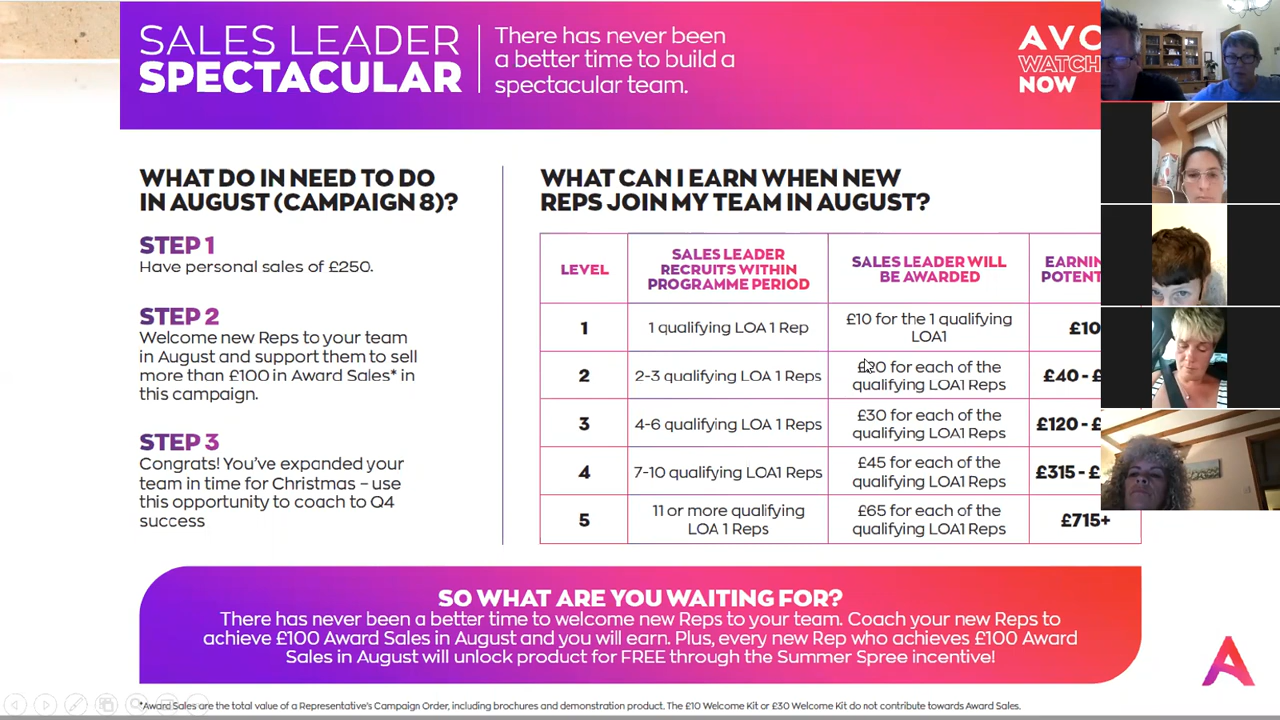 SALES LEADER
SPECTACULAR
There has never been
a better time to build a
spectacular team.
WATCH
NOW
WHAT DO IN NEED TO DO
IN AUGUST (CAMPAIGN 8)?
STEP 1
Have personal sales of £250.
STEP 2
Welcome new Reps to your team
in August and support them to sell
more than £100 in Award Sales* in
this campaign.
STEP 3
Congrats! You've expanded your
team in time for Christmas – use
this opportunity to coach to Q4
success
WHAT CAN I EARN WHEN NEW
REPS JOIN MY TEAM IN AUGUST?
LEVEL
SALES LEADER
RECRUITS WITHIN
PROGRAMME PERIOD
SALES LEADER WILL
BE AWARDED
1
1 qualifying LOA 1 Rep
£10 for the 1 qualifying
LOA1
£10
2
2-3 qualifying LOA 1 Reps
£20 for each of the
qualifying LOA1 Reps
£40 - £
3
4-6 qualifying LOA 1 Reps
£30 for each of the
qualifying LOA1 Reps
£120 - £
4
7-10 qualifying LOA1 Reps
£45 for each of the
qualifying LOA1 Reps
£315 - £
5
11 or more qualifying
LOA 1 Reps
£65 for each of the
qualifying LOA1 Reps
£715+
SO WHAT ARE YOU WAITING FOR?
There has never been a better time to welcome new Reps to your team. Coach your new Reps to
achieve £100 Award Sales in August and you will earn. Plus, every new Rep who achieves £100 Award
Sales in August will unlock product for FREE through the Summer Spree incentive!
*Award Sales are the total value of a Representative's Campaign Order, including brochures and demonstration product. The £10 Welcome Kit or £30 Welcome Kit do not contribute towards Award Sales.